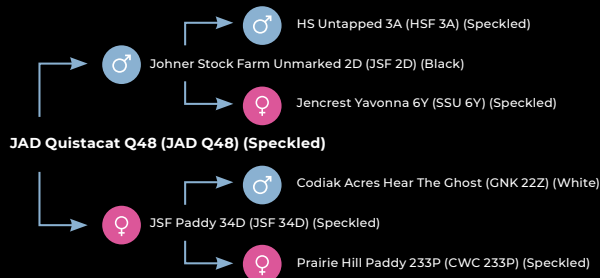 HS Untapped 3A (HSF 3A) (Speckled)
Johner Stock Farm Unmarked 2D (JSF 2D) (Black)
Jencrest Yavonna 6Y (SSU 6Y) (Speckled)
JAD Quistacat Q48 (JAD Q48) (Speckled)
Codiak Acres Hear The Ghost (GNK 22Z) (White)
JSF Paddy 34D (JSF 34D) (Speckled)
Prairie Hill Paddy 233P (CWC 233P) (Speckled)